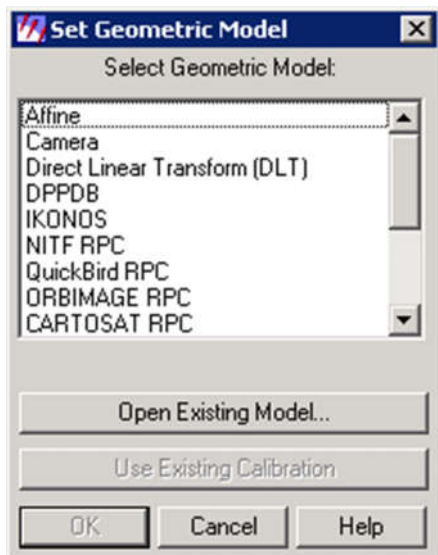 Set Geometric Model
Select Geometric Model:
Affine
Camera
Direct Linear Transform (DLT)
DPPDB
IKONOS
NITF RPC
QuickBird RPC
ORBIMAGE RPC
CARTOSAT RPC
Open Existing Model...
Use Existing Calibration
OK Cancel Help